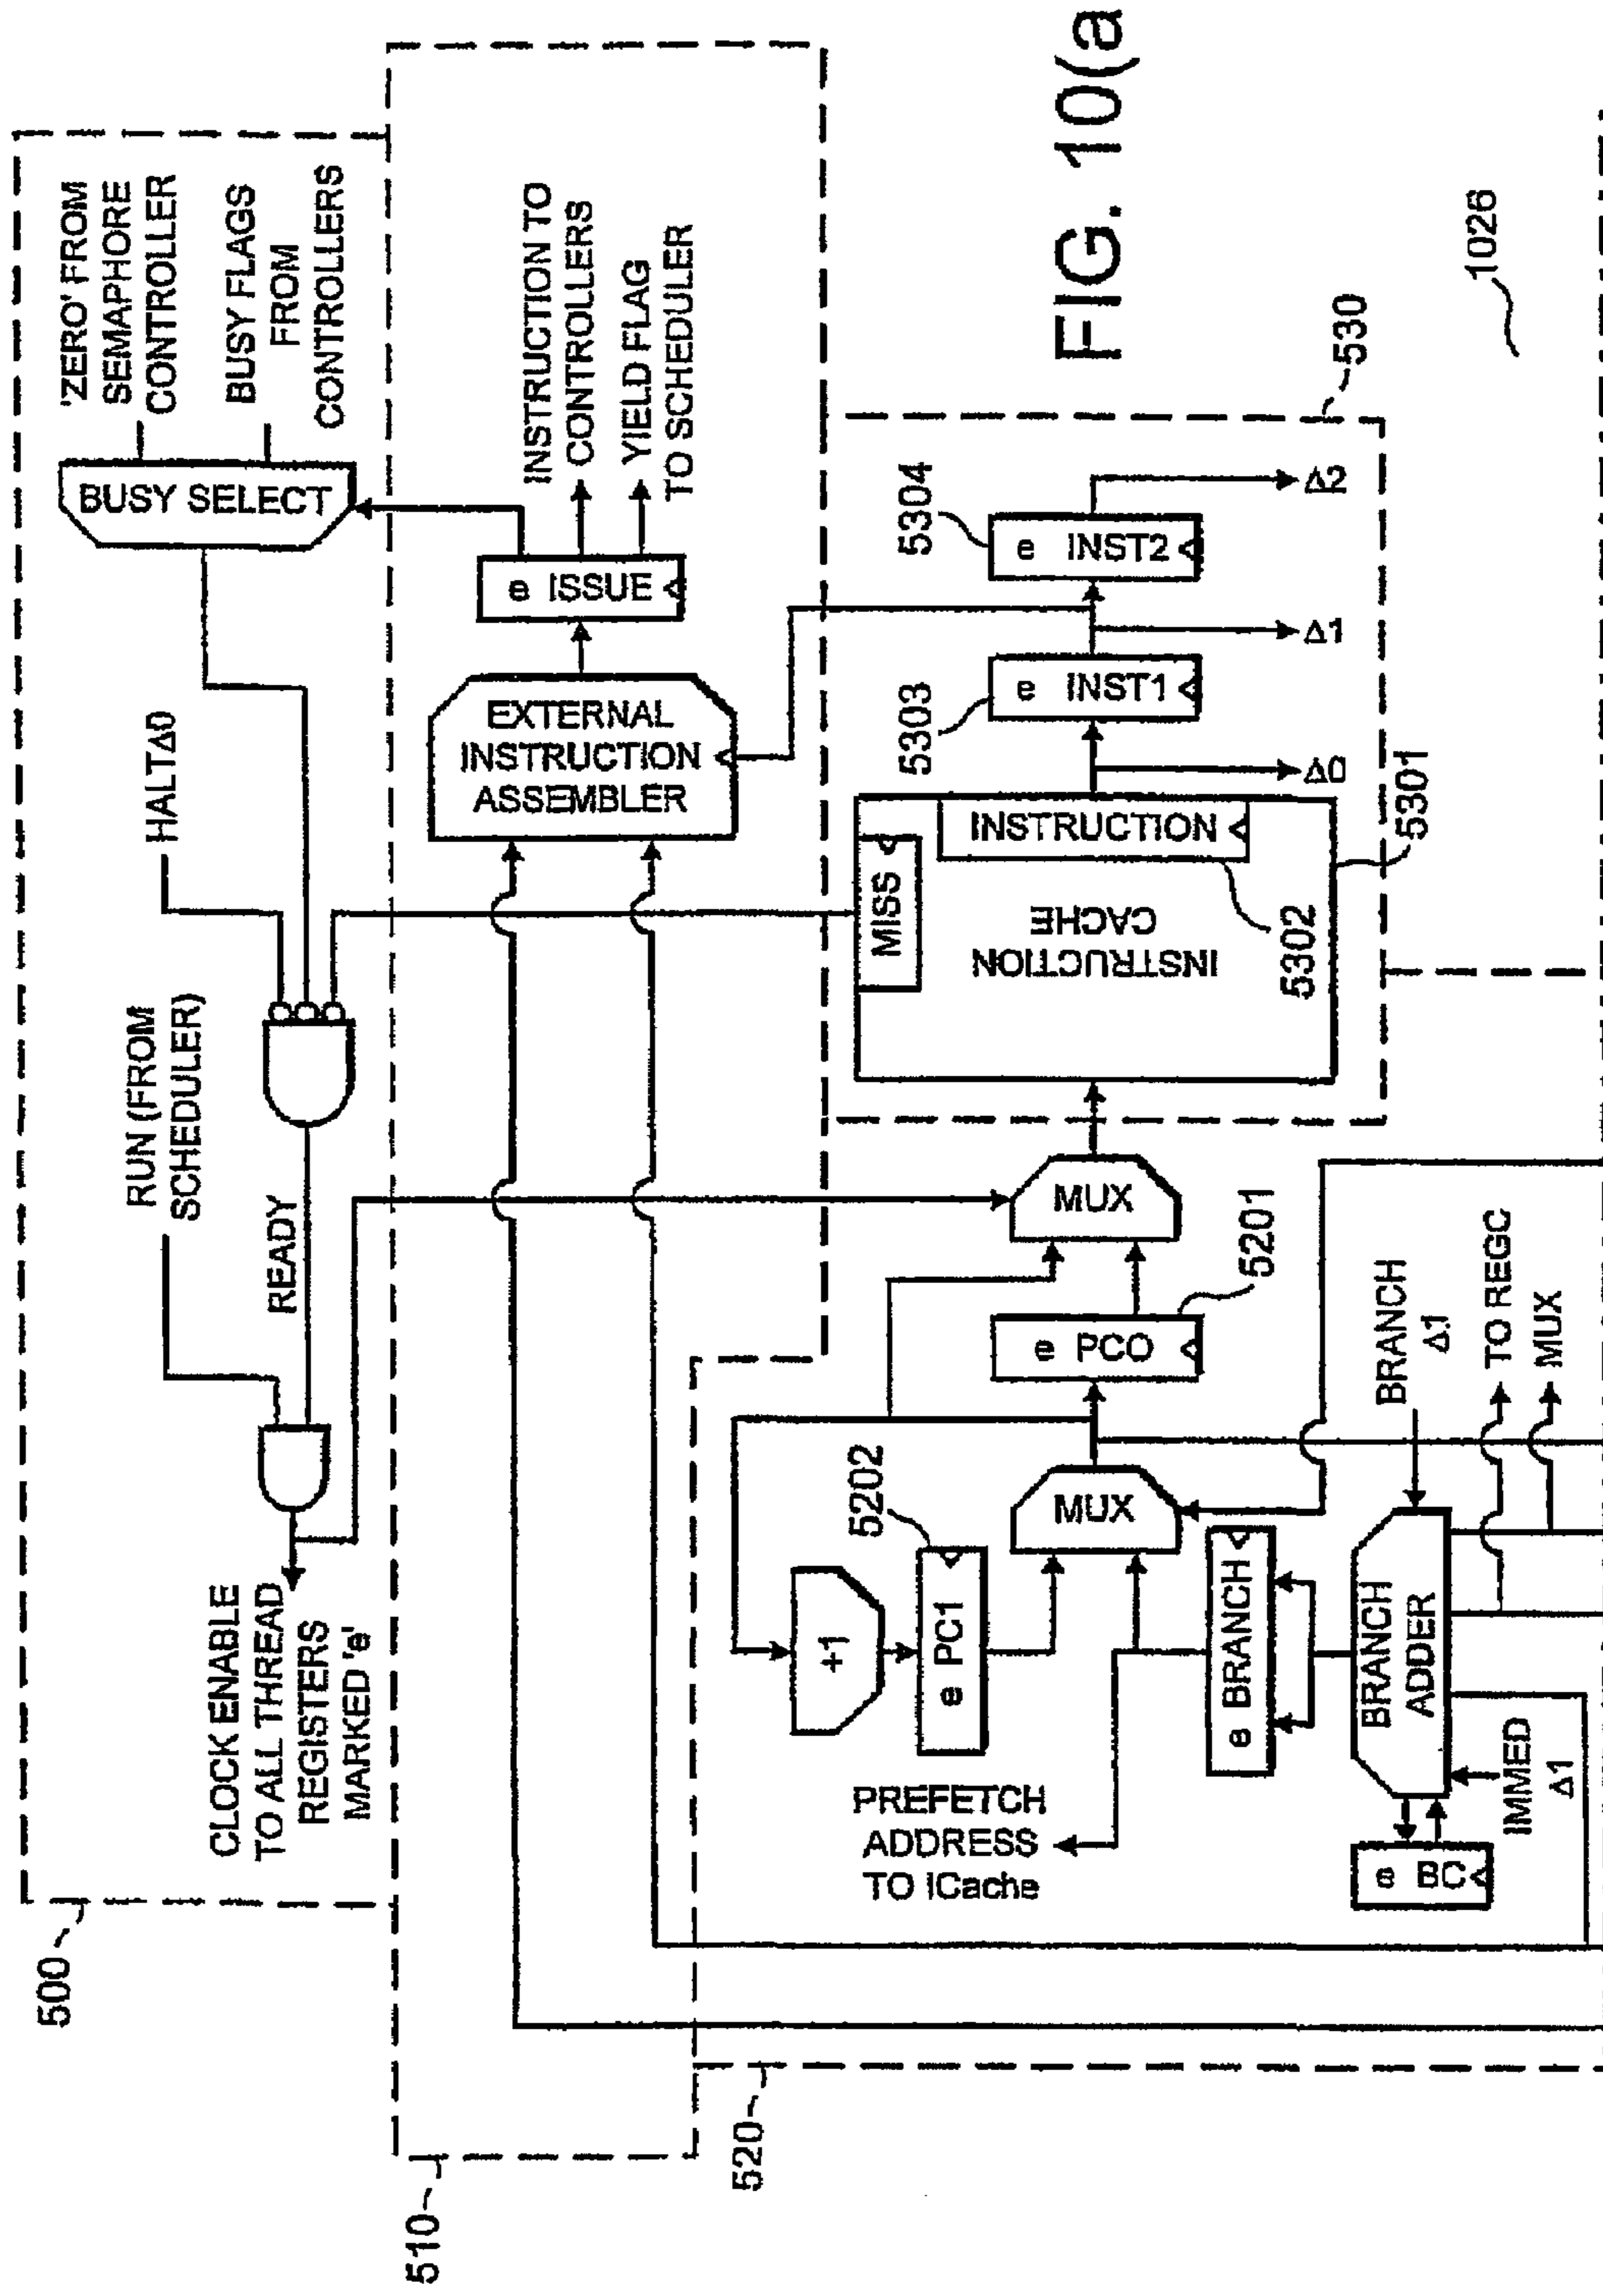 500
'ZERO' FROM
SEMAPHORE
CONTROLLER
BUSY FLAGS
FROM
CONTROLLERS
BUSY SELECT
HALTΔ0
RUN (FROM
SCHEDULER)
READY
CLOCK ENABLE
TO ALL THREAD
REGISTERS
MARKED 'e'
510
EXTERNAL
INSTRUCTION
ASSEMBLER
e ISSUE
INSTRUCTION TO
CONTROLLERS
YIELD FLAG
TO SCHEDULER
520
+1
5202
e PC1
MUX
e PCO
5201
MUX
PREFETCH
ADDRESS
TO ICache
e BRANCH
BRANCH
ADDER
BRANCH
Δ1
e BC
IMMED
Δ1
TO REGC
MUX
530
MISS
INSTRUCTION
CACHE
INSTRUCTION
5302
5301
5303
e INST1
5304
e INST2
Δ0
Δ1
Δ2
1026
FIG. 10(a